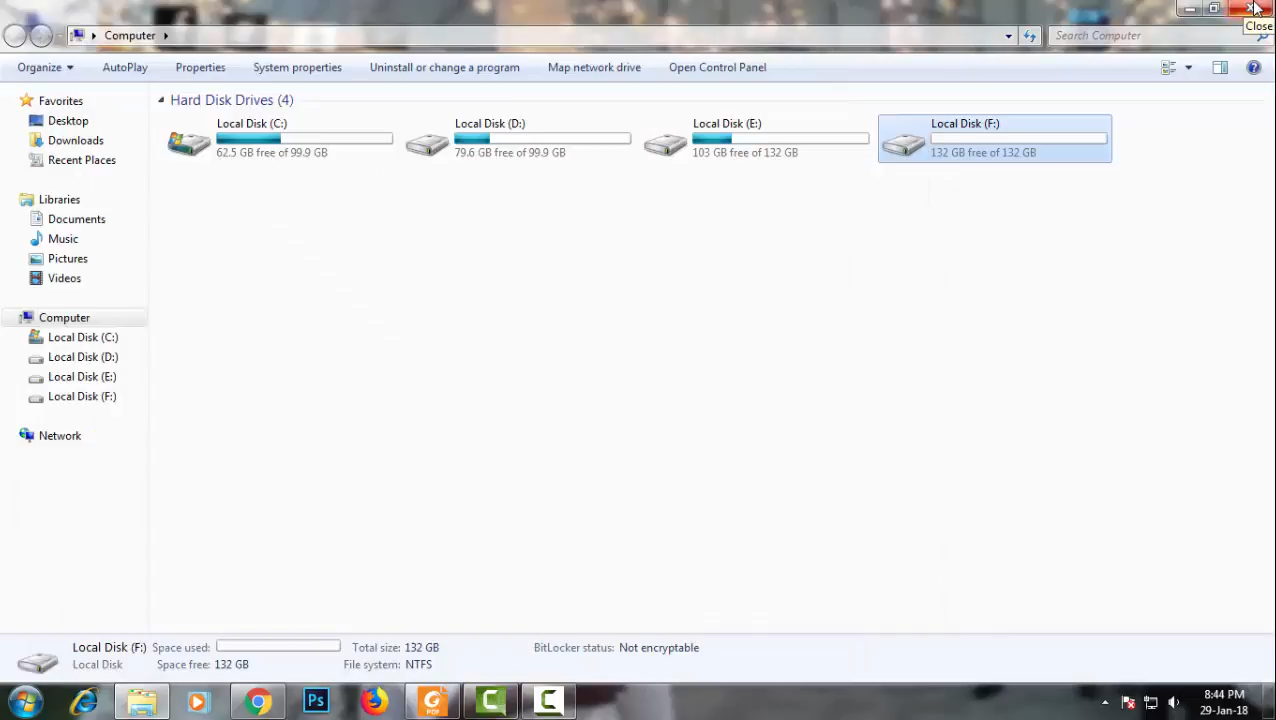 Close
Computer
Search Computer
Organize AutoPlay Properties System properties Uninstall or change a program Map network drive Open Control Panel
Favorites
Desktop
Downloads
Recent Places
Libraries
Documents
Music
Pictures
Videos
Computer
Local Disk (C:)
Local Disk (D:)
Local Disk (E:)
Local Disk (F:)
Network
Hard Disk Drives (4)
Local Disk (C:)
62.5 GB free of 99.9 GB
Local Disk (D:)
79.6 GB free of 99.9 GB
Local Disk (E:)
103 GB free of 132 GB
Local Disk (F:)
132 GB free of 132 GB
Local Disk (F:) Space used: Total size: 132 GB BitLocker status: Not encryptable
Local Disk Space free: 132 GB File system: NTFS
Ps
PDF
8:44 PM
29-Jan-18